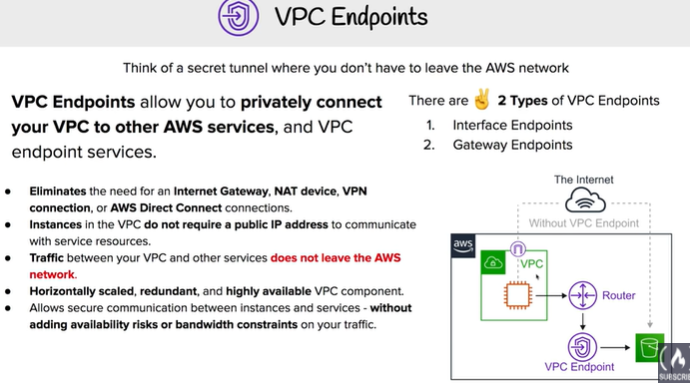 VPC Endpoints
Think of a secret tunnel where you don't have to leave the AWS network
VPC Endpoints allow you to privately connect
your VPC to other AWS services, and VPC
endpoint services.
There are ✌ 2 Types of VPC Endpoints
1. Interface Endpoints
2. Gateway Endpoints
● Eliminates the need for an Internet Gateway, NAT device, VPN
connection, or AWS Direct Connect connections.
● Instances in the VPC do not require a public IP address to communicate
with service resources.
● Traffic between your VPC and other services does not leave the AWS
network.
● Horizontally scaled, redundant, and highly available VPC component.
● Allows secure communication between instances and services - without
adding availability risks or bandwidth constraints on your traffic.
The Internet
Without VPC Endpoint
aws
VPC
Router
VPC Endpoint